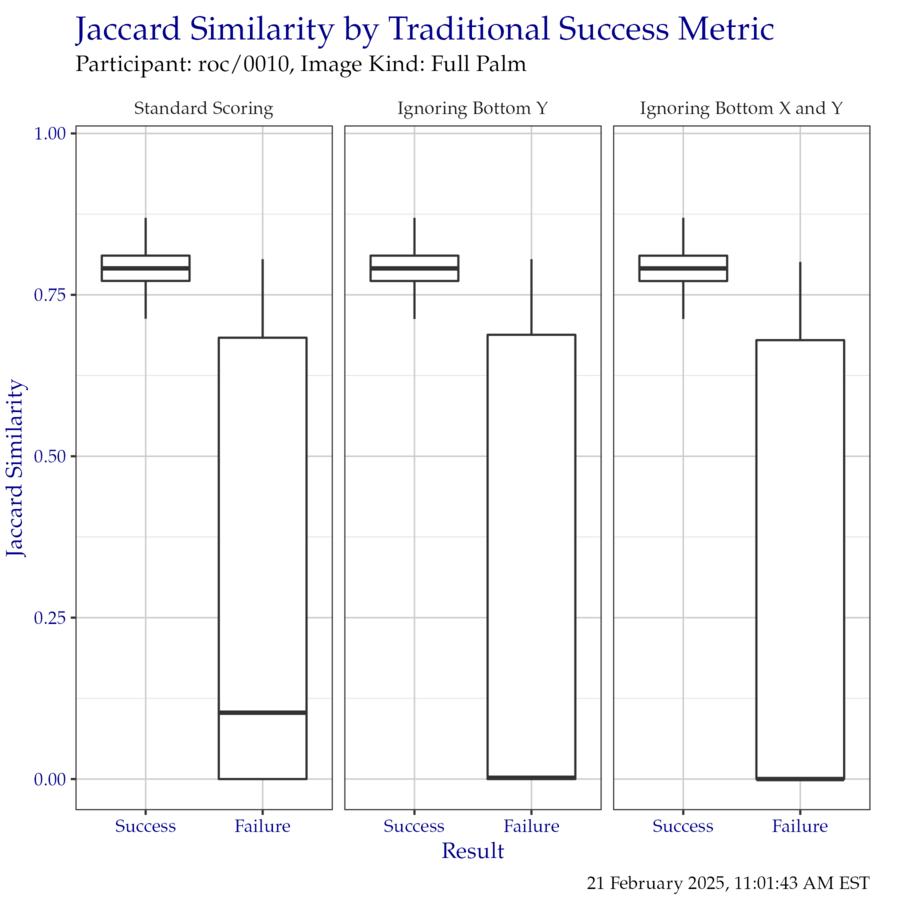 Jaccard Similarity by Traditional Success Metric
Participant: roc/0010, Image Kind: Full Palm
Standard Scoring
Ignoring Bottom Y
Ignoring Bottom X and Y
Jaccard Similarity
1.00
0.75
0.50
0.25
0.00
Success
Failure
Success
Failure
Success
Failure
Result
21 February 2025, 11:01:43 AM EST